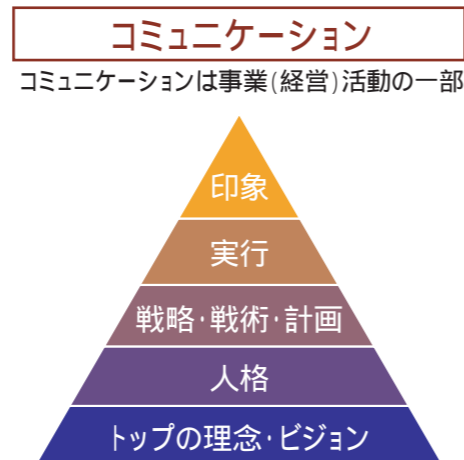 コミュニケーション
コミュニケーションは事業(経営)活動の一部
印象
実行
戦略・戦術・計画
人格
トップの理念・ビジョン